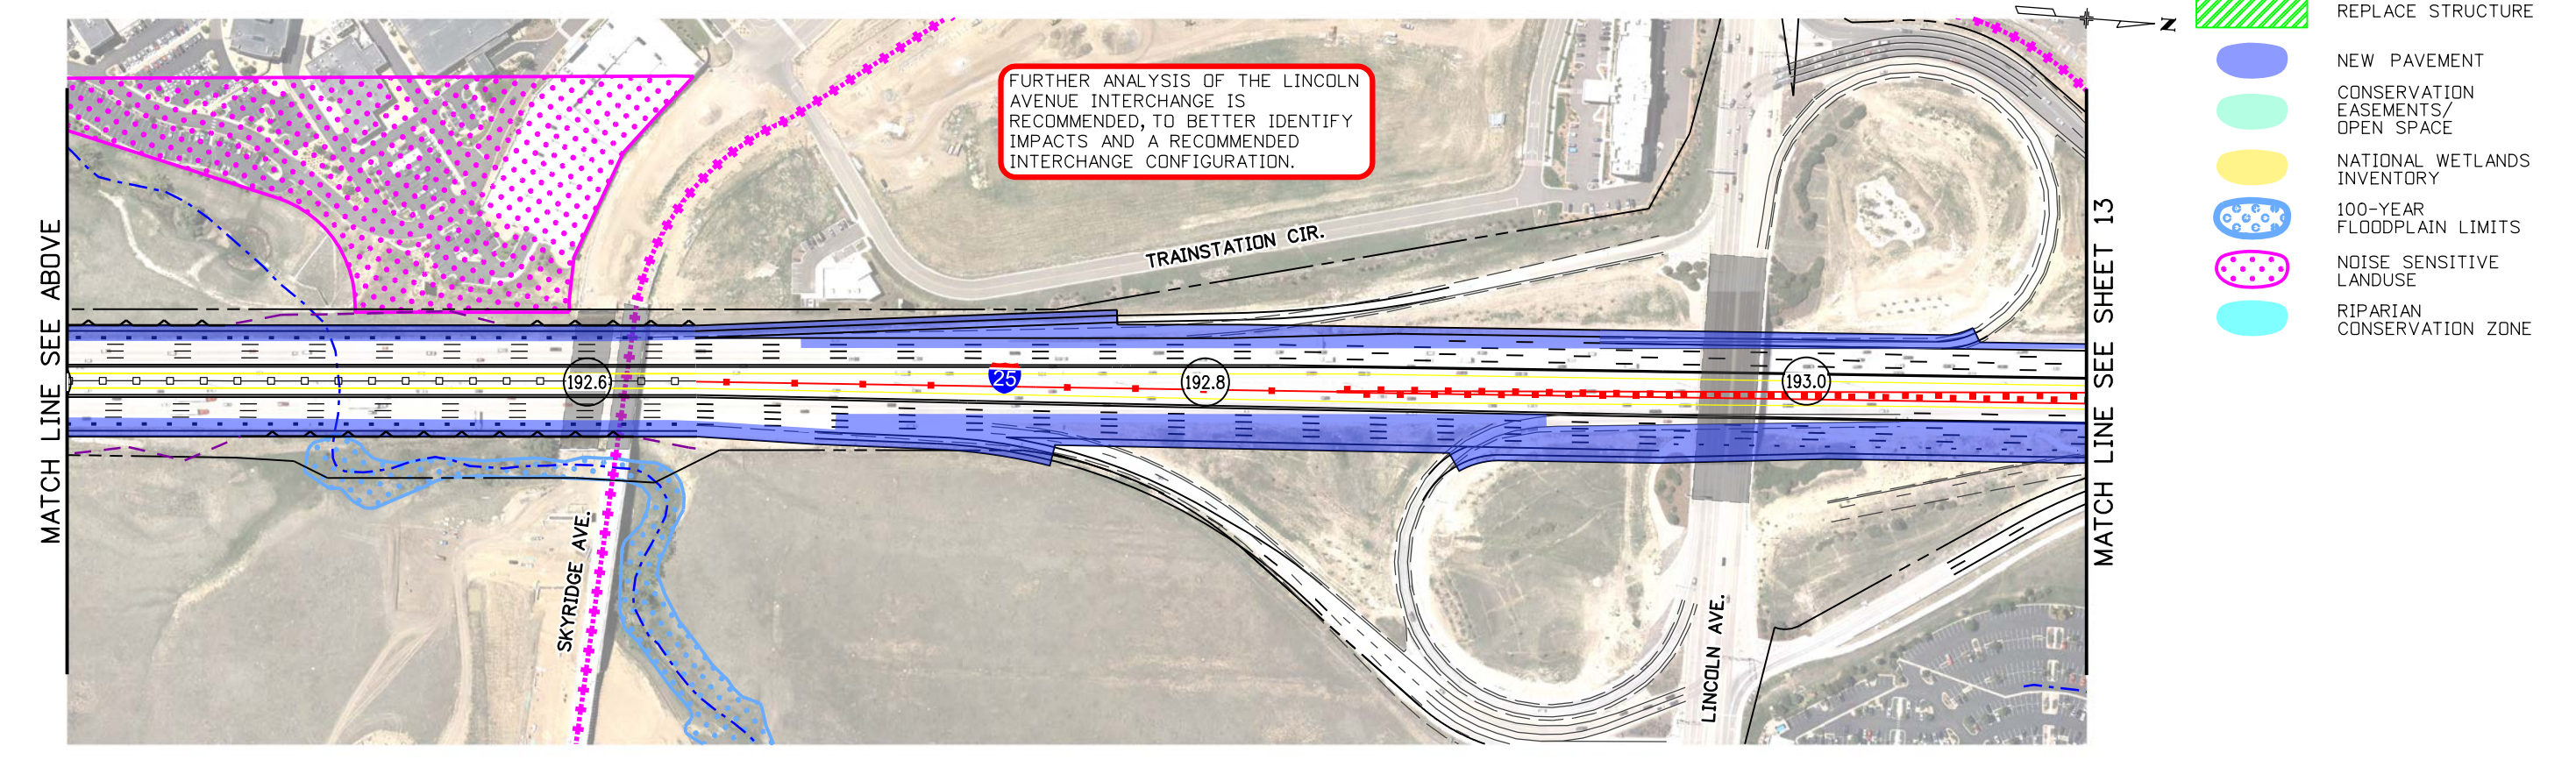 MATCH LINE SEE ABOVE
FURTHER ANALYSIS OF THE LINCOLN
AVENUE INTERCHANGE IS
RECOMMENDED, TO BETTER IDENTIFY
IMPACTS AND A RECOMMENDED
INTERCHANGE CONFIGURATION.
TRAINSTATION CIR.
192.6
25
192.8
193.0
SKYRIDGE AVE.
LINCOLN AVE.
MATCH LINE SEE SHEET 13
N
REPLACE STRUCTURE
NEW PAVEMENT
CONSERVATION
EASEMENTS/
OPEN SPACE
NATIONAL WETLANDS
INVENTORY
100-YEAR
FLOODPLAIN LIMITS
NOISE SENSITIVE
LANDUSE
RIPARIAN
CONSERVATION ZONE